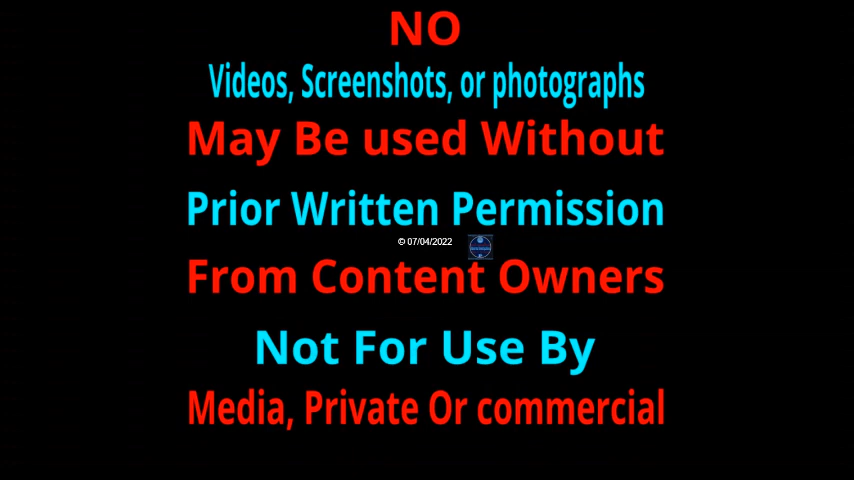 NO
Videos, Screenshots, or photographs
May Be used Without
Prior Written Permission
© 07/04/2022
From Content Owners
Not For Use By
Media, Private Or commercial